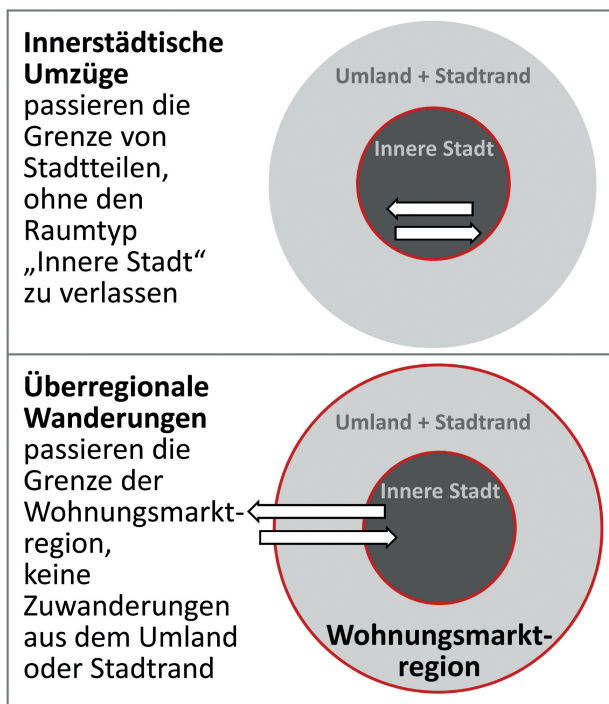 Innerstädtische
Umzüge
passieren die
Grenze von
Stadtteilen,
ohne den
Raumtyp
„Innere Stadt“
zu verlassen
Umland + Stadtrand
Innere Stadt
Überregionale
Wanderungen
passieren die
Grenze der
Wohnungsmarkt-
region,
keine
Zuwanderungen
aus dem Umland
oder Stadtrand
Umland + Stadtrand
Innere Stadt
Wohnungsmarkt-
region